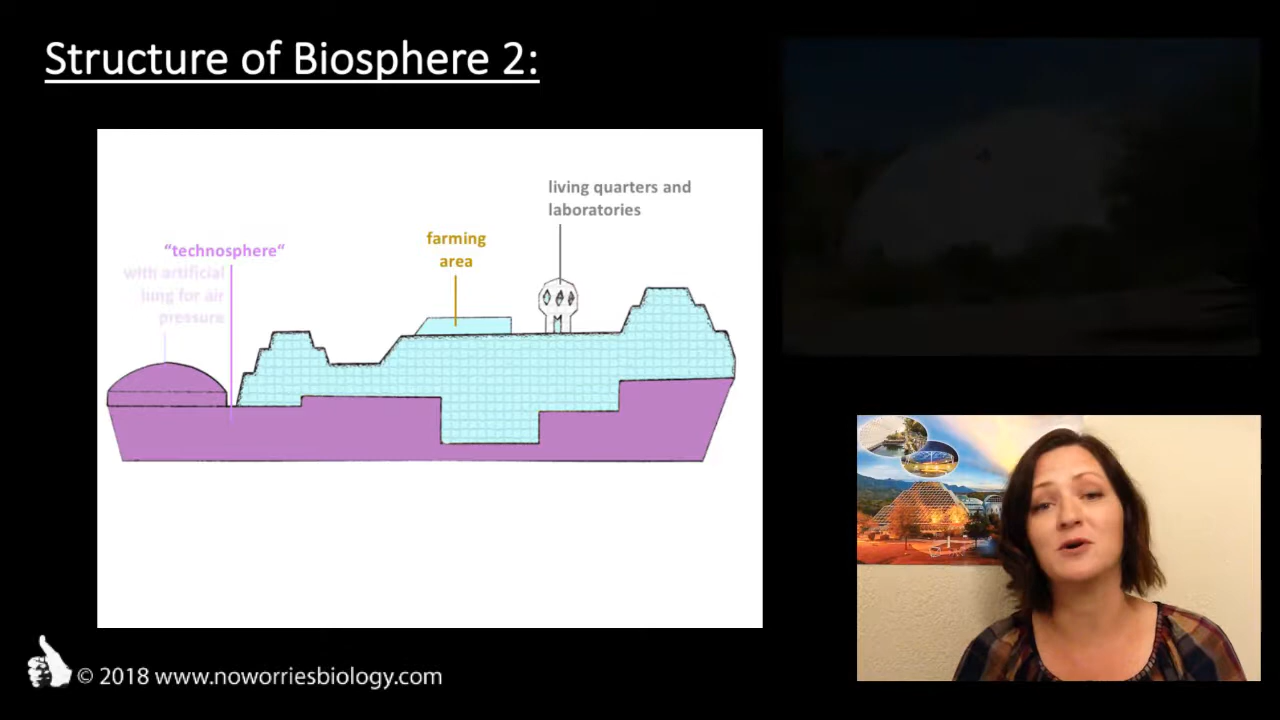 Structure of Biosphere 2:
living quarters and
laboratories
farming
area
“technosphere“
with artificial
lung for air
pressure
© 2018 www.noworriesbiology.com